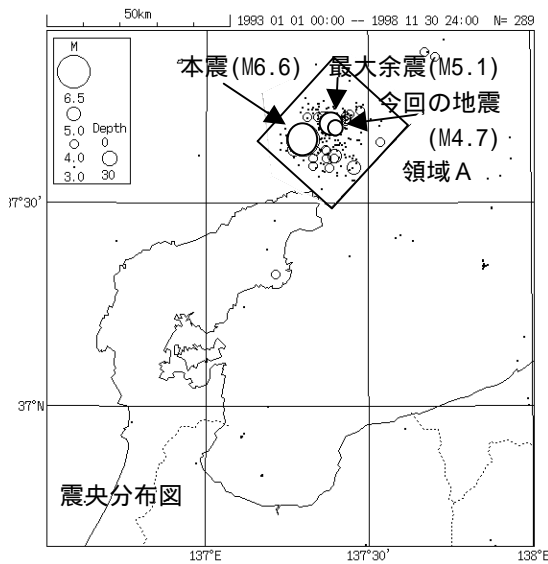 50km
1993 01 01 00:00 -- 1998 11 30 24:00 N= 289
M
6.5
5.0
4.0
3.0
Depth
0
30
本震(M6.6)
最大余震(M5.1)
今回の地震
(M4.7)
領域A
37°30'
37°N
震央分布図
137°E
137°30'
138°E